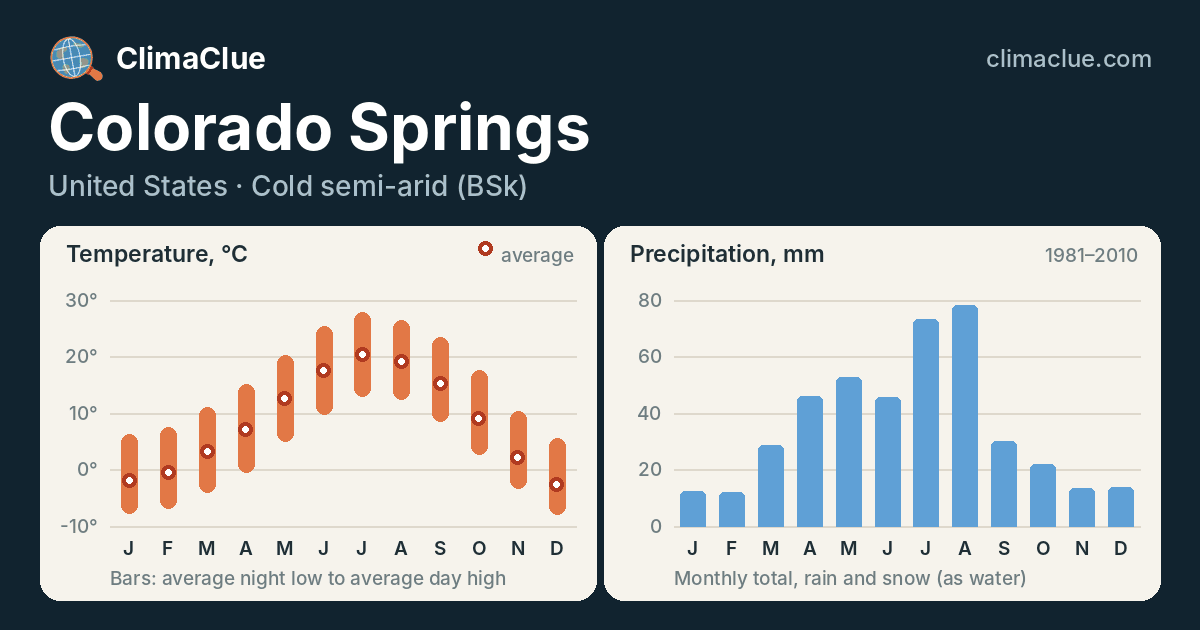 ClimaClue
climaclue.com
Colorado Springs
United States · Cold semi-arid (BSk)
Temperature, °C
average
30°
20°
10°
0°
-10°
J F M A M J J A S O N D
Bars: average night low to average day high
Precipitation, mm
1981–2010
80
60
40
20
0
J F M A M J J A S O N D
Monthly total, rain and snow (as water)